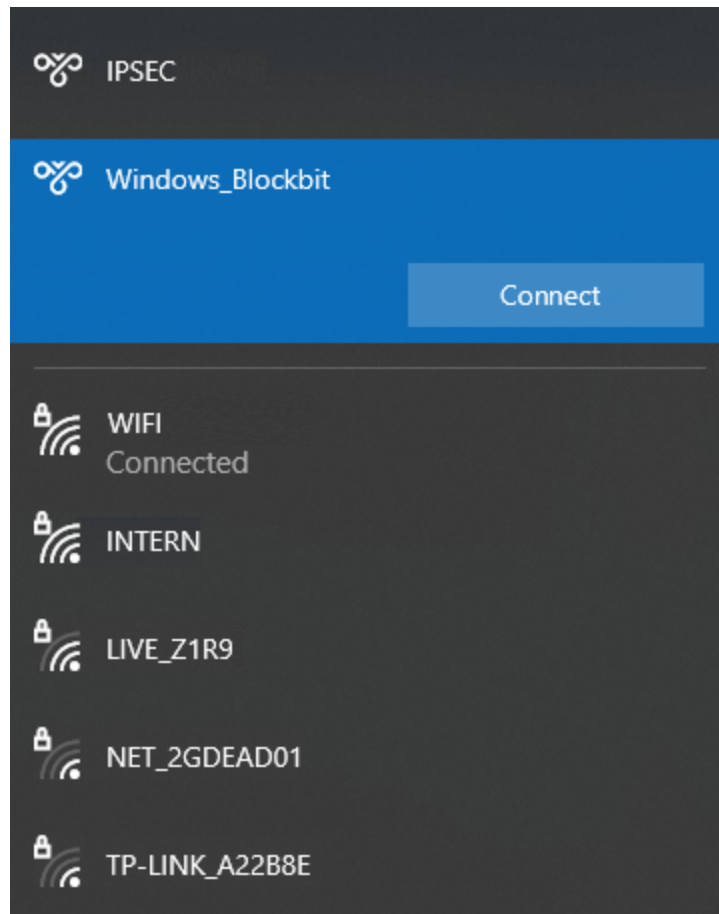 IPSEC
Windows_Blockbit
Connect
WIFI
Connected
INTERN
LIVE_Z1R9
NET_2GDEAD01
TP-LINK_A22B8E